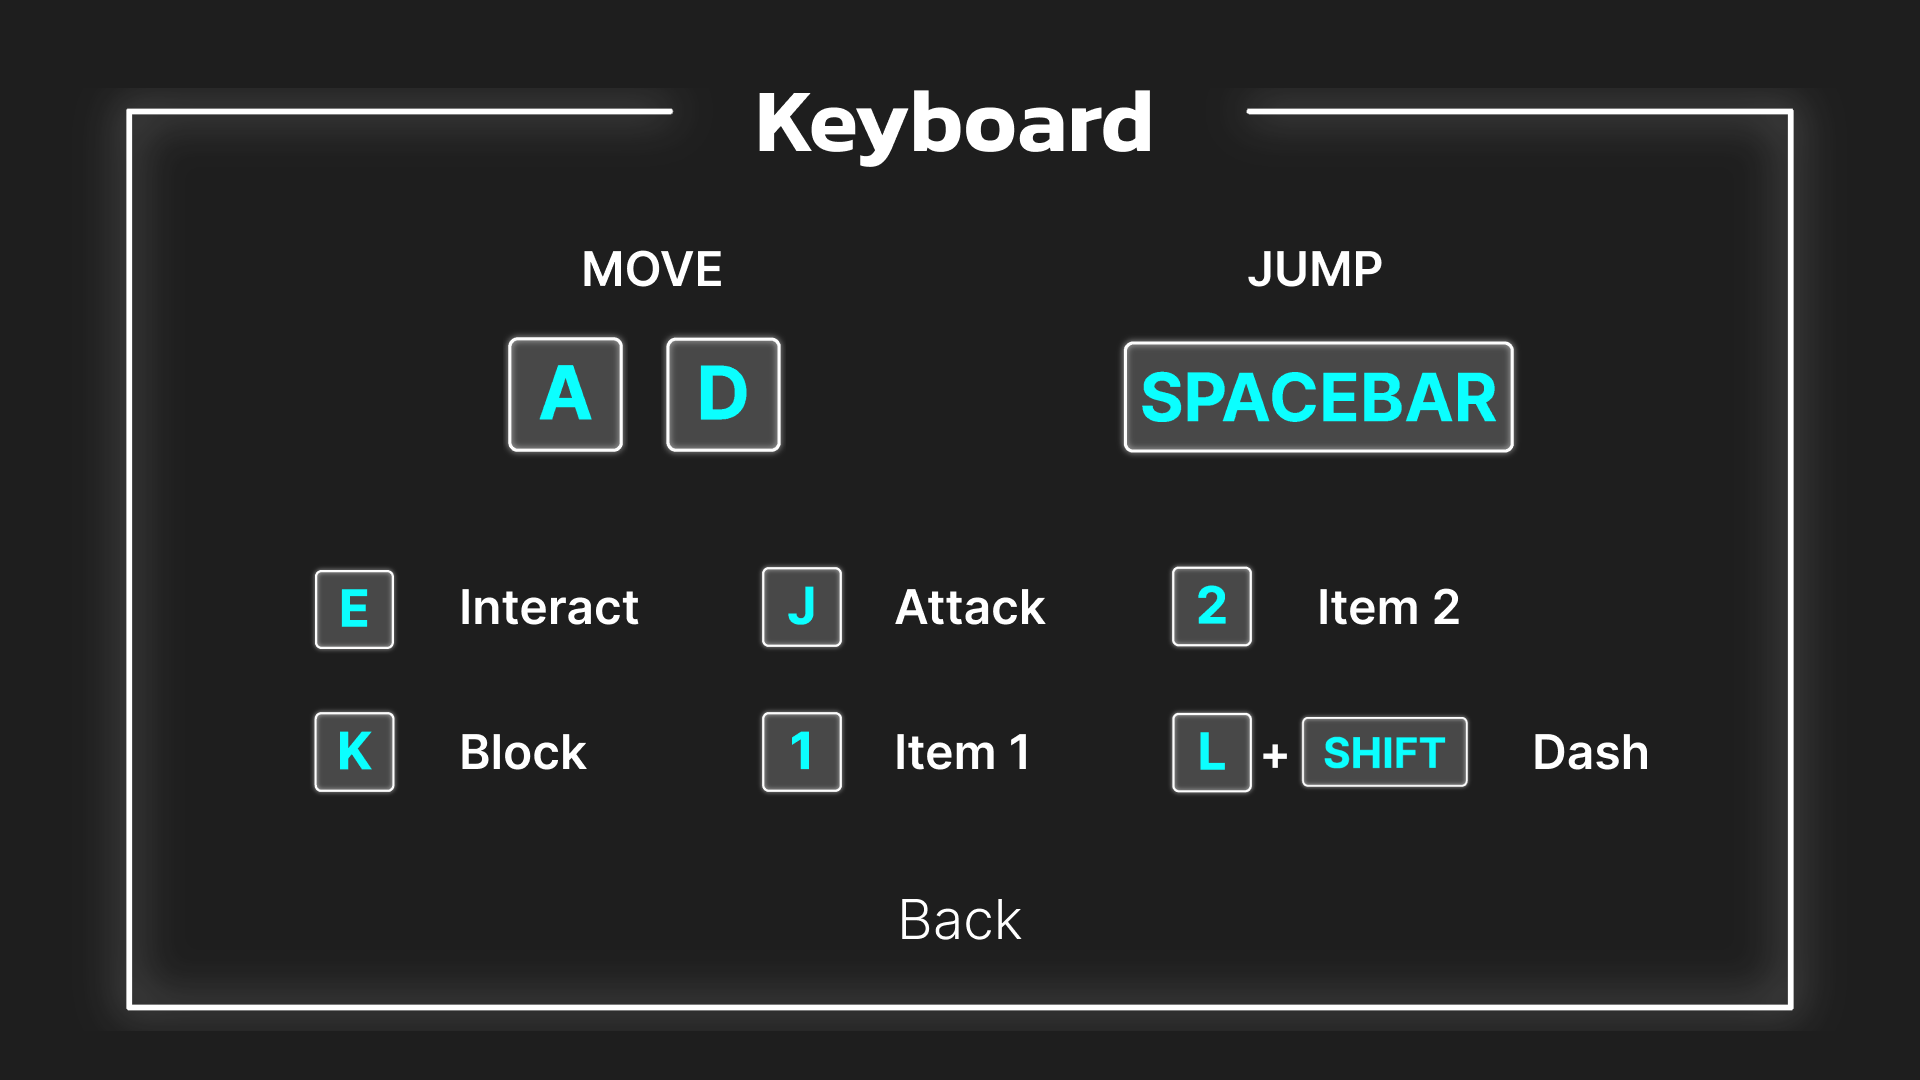 Keyboard
MOVE JUMP
A D SPACEBAR
E Interact J Attack 2 Item 2
K Block 1 Item 1 L + SHIFT Dash
Back